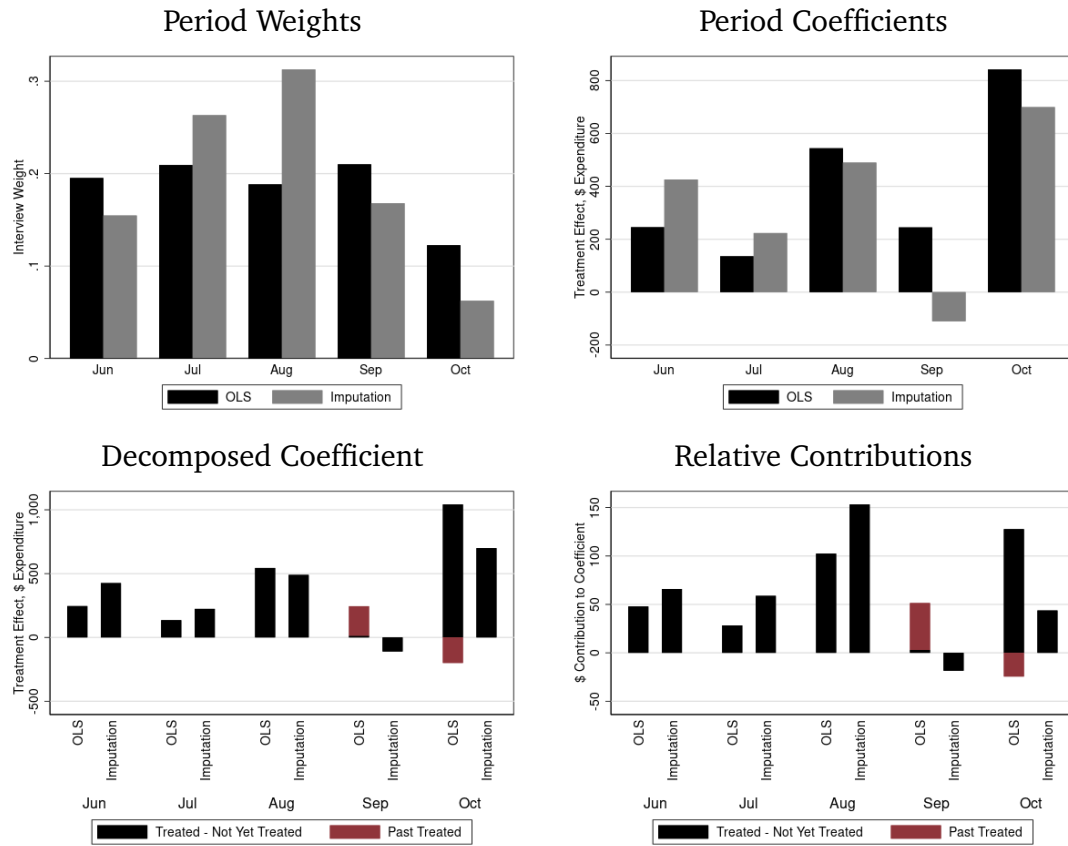 Period Weights
Interview Weight
.3
.2
.1
0
Jun Jul Aug Sep Oct
OLS Imputation
Period Coefficients
Treatment Effect, $ Expenditure
800
600
400
200
0
-200
Jun Jul Aug Sep Oct
OLS Imputation
Decomposed Coefficient
Treatment Effect, $ Expenditure
1,000
500
0
-500
OLS Imputation OLS Imputation OLS Imputation OLS Imputation OLS Imputation
Jun Jul Aug Sep Oct
Treated - Not Yet Treated Past Treated
Relative Contributions
$ Contribution to Coefficient
150
100
50
0
-50
OLS Imputation OLS Imputation OLS Imputation OLS Imputation OLS Imputation
Jun Jul Aug Sep Oct
Treated - Not Yet Treated Past Treated